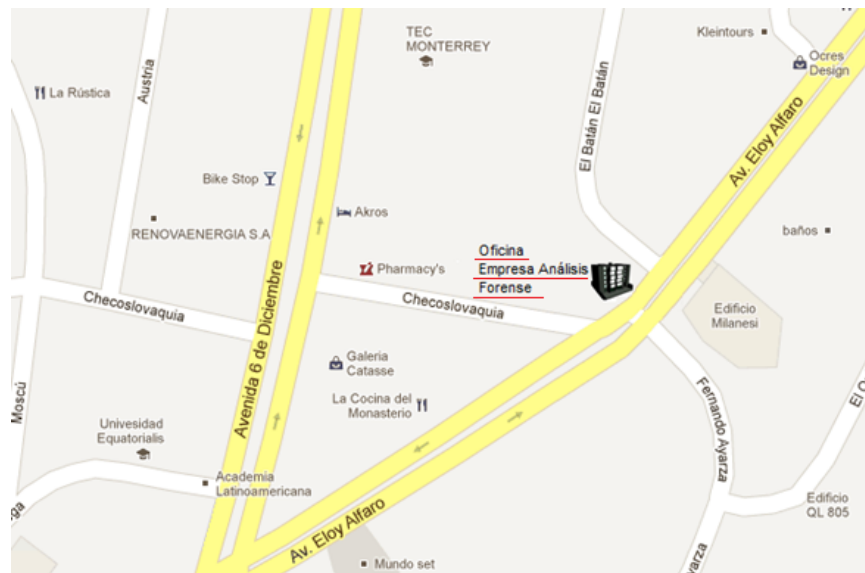 TEC
MONTERREY
Kleintours
Ocres
Design
La Rústica
Austria
El Batán El Batán
Av. Eloy Alfaro
Bike Stop
Akros
RENOVAENERGIA S.A
baños
Oficina
Empresa Análisis
Forense
Pharmacy's
Checoslovaquia
Checoslovaquia
Edificio
Milanesi
Avenida 6 de Diciembre
Galeria
Catasse
La Cocina del
Monasterio
Moscú
Fernando Ayarza
Univesidad
Equatorialis
Academia
Latinoamericana
Edificio
QL 805
Av. Eloy Alfaro
Mundo set